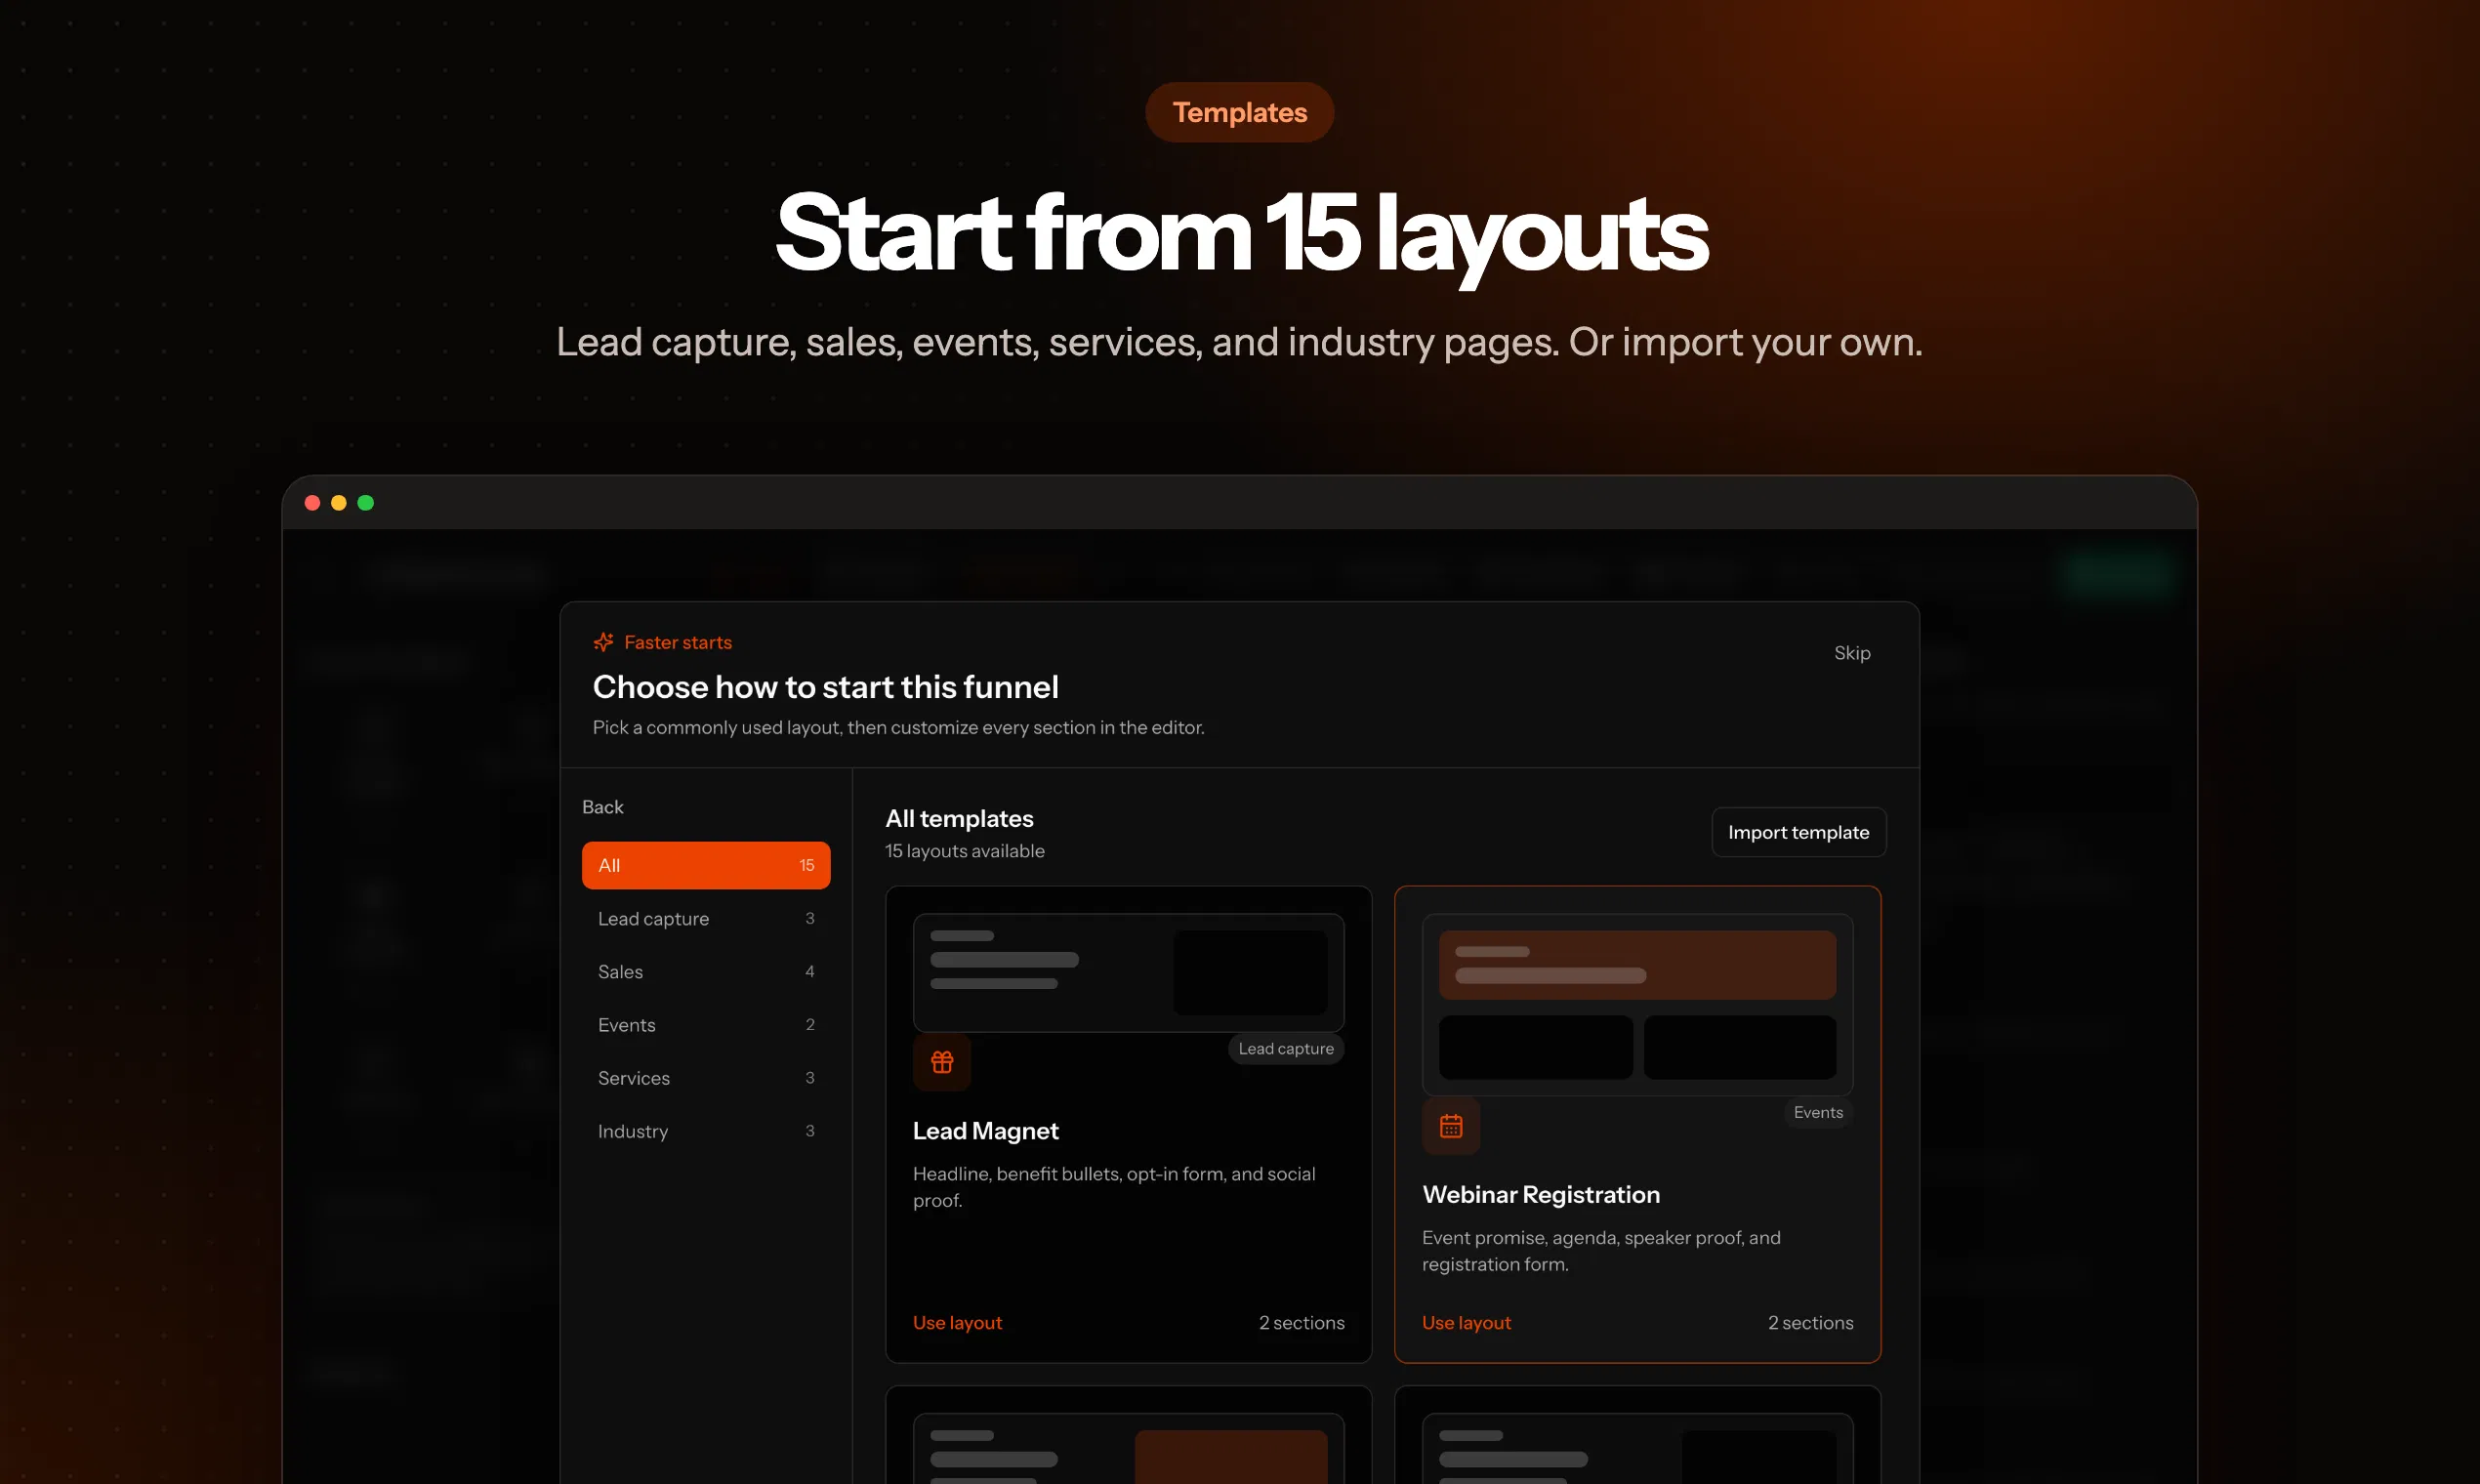 Templates
Start from 15 layouts
Lead capture, sales, events, services, and industry pages. Or import your own.
Faster starts
Skip
Choose how to start this funnel
Pick a commonly used layout, then customize every section in the editor.
Back
All 15
Lead capture 3
Sales 4
Events 2
Services 3
Industry 3
All templates
15 layouts available
Import template
Lead capture
Lead Magnet
Headline, benefit bullets, opt-in form, and social
proof.
Use layout 2 sections
Events
Webinar Registration
Event promise, agenda, speaker proof, and
registration form.
Use layout 2 sections